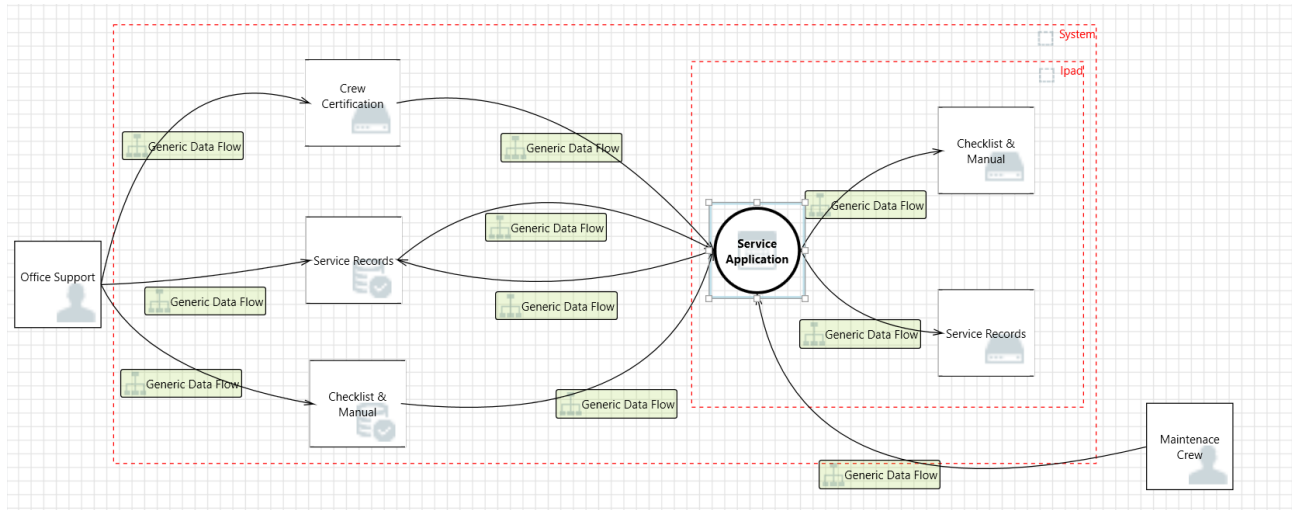 System
Ipad
Crew
Certification
Generic Data Flow
Generic Data Flow
Checklist &
Manual
Generic Data Flow
Generic Data Flow
Service
Application
Office Support
Service Records
Generic Data Flow
Generic Data Flow
Generic Data Flow
Service Records
Generic Data Flow
Checklist &
Manual
Generic Data Flow
Maintenace
Crew
Generic Data Flow